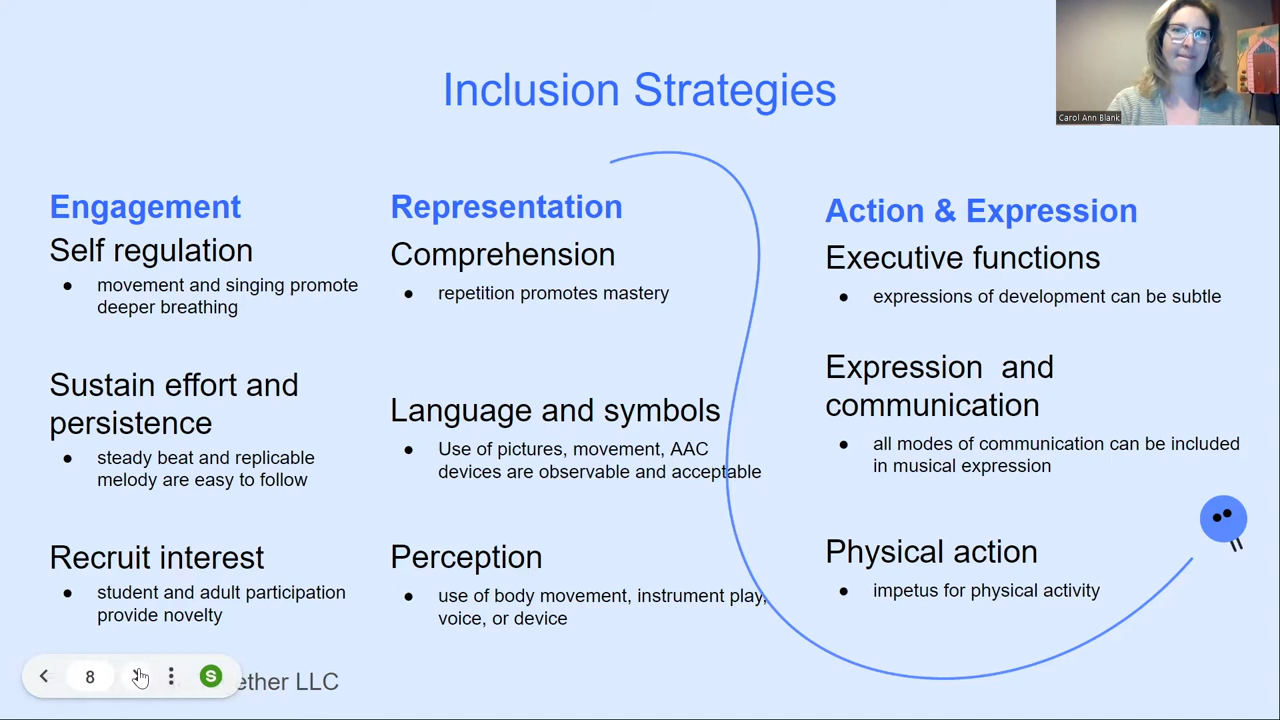 Inclusion Strategies
Carol Ann Blank
Engagement
Self regulation
● movement and singing promote
deeper breathing
Sustain effort and
persistence
● steady beat and replicable
melody are easy to follow
Recruit interest
● student and adult participation
provide novelty
Representation
Comprehension
● repetition promotes mastery
Language and symbols
● Use of pictures, movement, AAC
devices are observable and acceptable
Perception
● use of body movement, instrument play,
voice, or device
Action & Expression
Executive functions
● expressions of development can be subtle
Expression and
communication
● all modes of communication can be included
in musical expression
Physical action
● impetus for physical activity
8
S
ether LLC